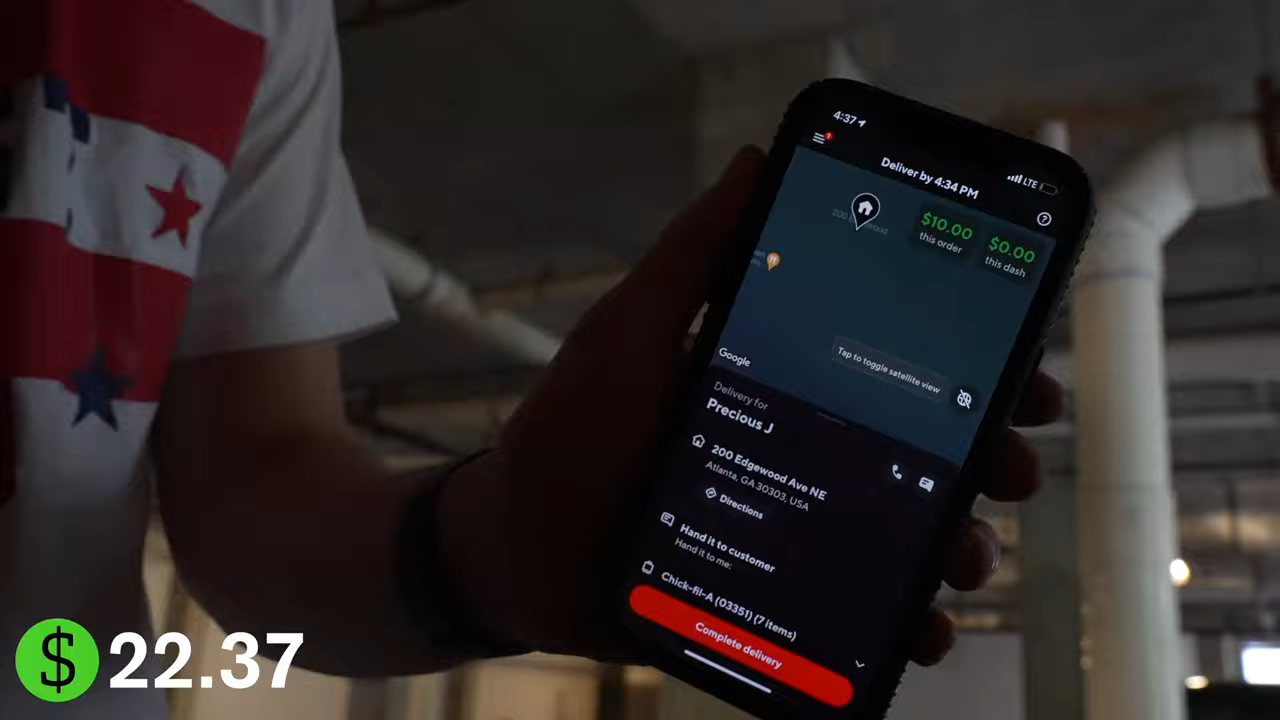 4:37
1
Deliver by 4:34 PM
LTE
$10.00
this order
$0.00
this dash
Google
Tap to toggle satellite view
Delivery for
Precious J
200 Edgewood Ave NE
Atlanta, GA 30303, USA
Directions
Hand it to customer
Hand it to me:
Chick-fil-A (03351) (7 items)
Complete delivery
$ 22.37